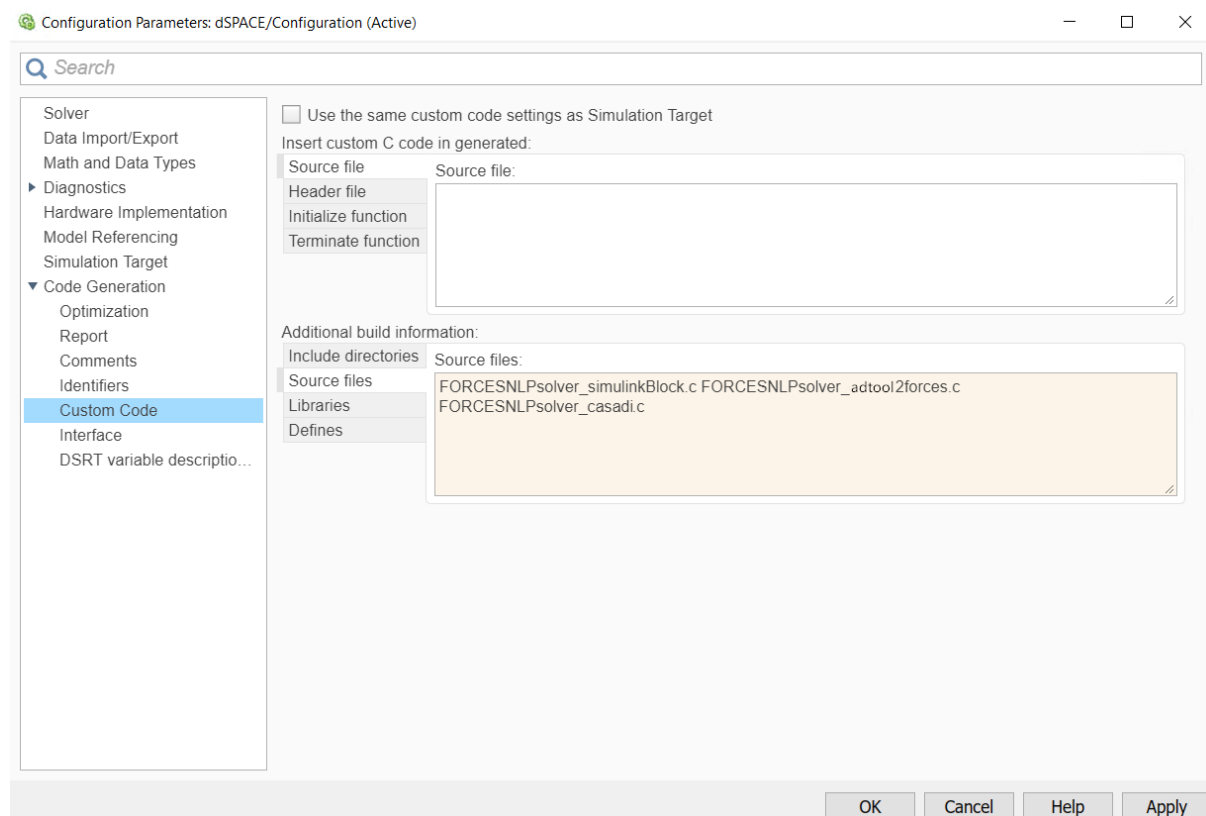 Configuration Parameters: dSPACE/Configuration (Active)
Search
Solver
Data Import/Export
Math and Data Types
Diagnostics
Hardware Implementation
Model Referencing
Simulation Target
Code Generation
Optimization
Report
Comments
Identifiers
Custom Code
Interface
DSRT variable descriptio...
Use the same custom code settings as Simulation Target
Insert custom C code in generated:
Source file
Header file
Initialize function
Terminate function
Source file:
Additional build information:
Include directories
Source files
Libraries
Defines
Source files:
FORCESNLPsolver_simulinkBlock.c FORCESNLPsolver_adtool2forces.c
FORCESNLPsolver_casadi.c
OK Cancel Help Apply